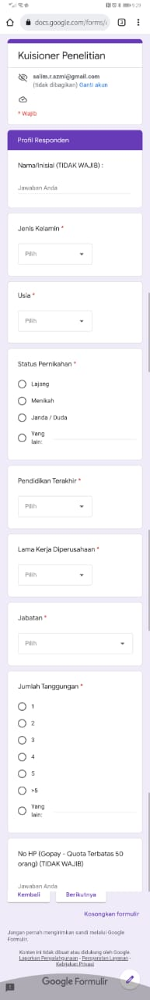 9:29
docs.google.com/forms/
Kuisioner Penelitian
salim.r.azmi@gmail.com
(tidak dibagikan) Ganti akun
* Wajib
Profil Responden
Nama/Inisial (TIDAK WAJIB) :
Jawaban Anda
Jenis Kelamin *
Pilih
Usia *
Pilih
Status Pernikahan *
Lajang
Menikah
Janda / Duda
Yang
lain:
Pendidikan Terakhir *
Pilih
Lama Kerja Diperusahaan *
Pilih
Jabatan *
Pilih
Jumlah Tanggungan *
1
2
3
4
5
>5
Yang
lain:
No HP (Gopay - Quota Terbatas 50
orang) (TIDAK WAJIB)
Jawaban Anda
Kembali
Berikutnya
Kosongkan formulir
Jangan pernah mengirimkan sandi melalui Google
Formulir.
Konten ini tidak dibuat atau didukung oleh Google.
Laporkan Penyalahgunaan - Persyaratan Layanan -
Kebijakan Privasi
Google Formulir